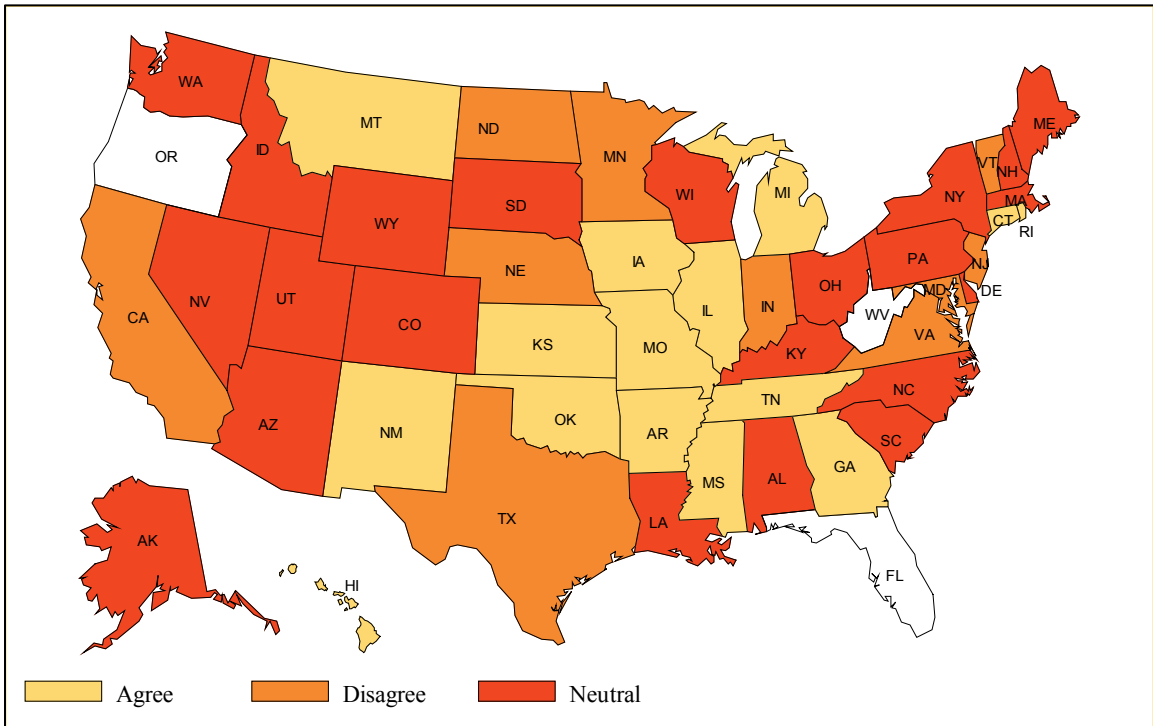 WA
MT
ND
MN
ME
OR
ID
VT
NH
WI
MI
NY
MA
SD
WY
CT
RI
IA
PA
NE
NJ
OH
MD
DE
NV
UT
IL
IN
WV
CA
CO
VA
KS
MO
KY
NC
TN
AZ
NM
OK
AR
SC
GA
MS
AL
TX
LA
AK
FL
HI
Agree Disagree Neutral